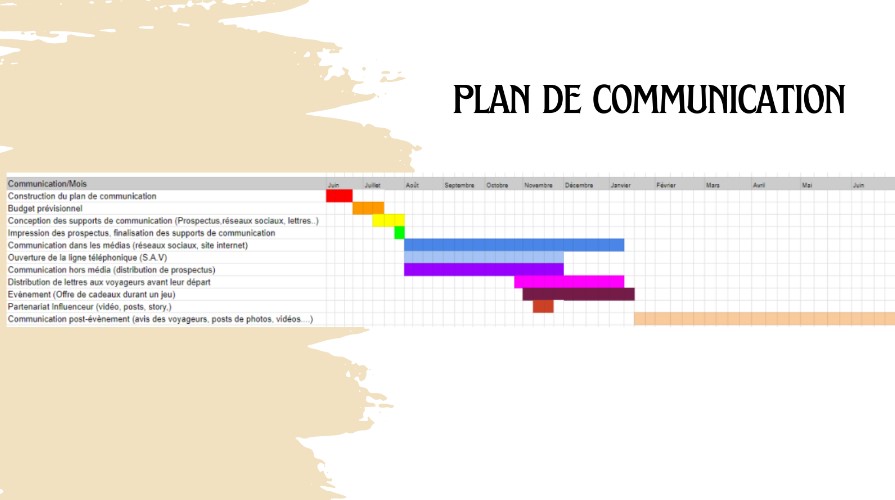 PLAN DE COMMUNICATION
Communication/Mois Juin Juillet Août Septembre Octobre Novembre Décembre Janvier Février Mars Avril Mai Juin
Construction du plan de communication
Budget prévisionnel
Conception des supports de communication (Prospectus,réseaux sociaux, lettres..)
Impression des prospectus, finalisation des supports de communication
Communication dans les médias (réseaux sociaux, site internet)
Ouverture de la ligne téléphonique (S.A.V)
Communication hors média (distribution de prospectus)
Distribution de lettres aux voyageurs avant leur départ
Evènement (Offre de cadeaux durant un jeu)
Partenariat Influenceur (vidéo, posts, story,)
Communication post-évènement (avis des voyageurs, posts de photos, vidéos....)